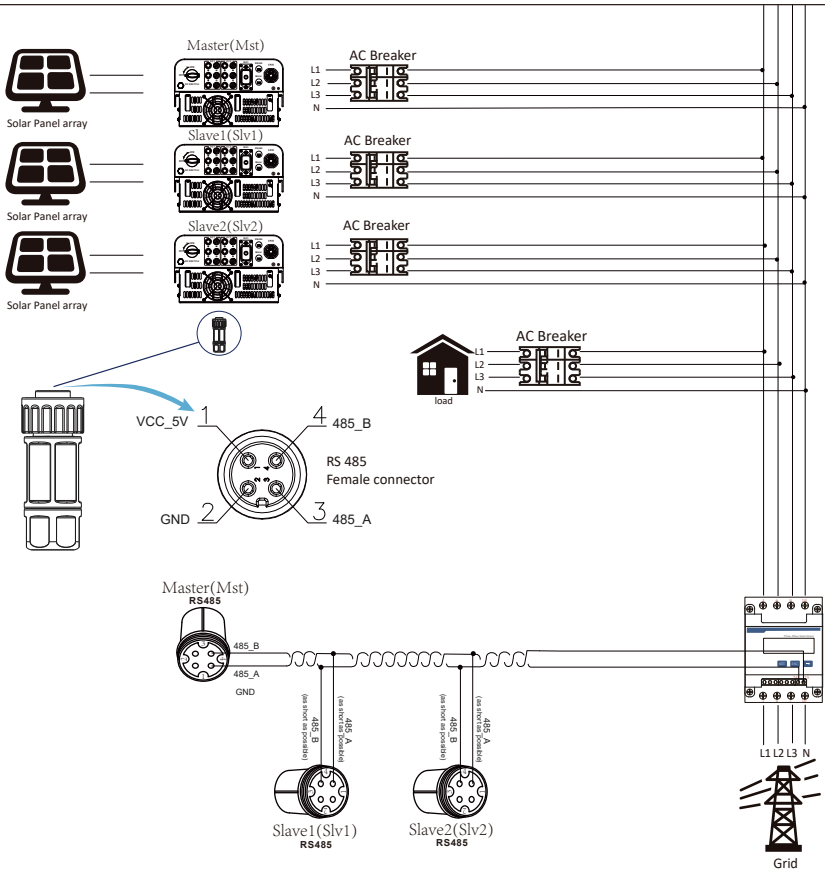 Master(Mst)
AC Breaker
L1
L2
L3
N
Solar Panel array
Slave1(Slv1)
AC Breaker
L1
L2
L3
N
Solar Panel array
Slave2(Slv2)
AC Breaker
L1
L2
L3
N
Solar Panel array
AC Breaker
L1
L2
L3
N
load
VCC_5V 1
4 485_B
1 4
2 3
RS 485
Female connector
GND 2
3 485_A
Master(Mst)
RS485
485_B
485_A
GND
485_B
(as short as possible)
485_A
(as short as possible)
485_B
(as short as possible)
485_A
(as short as possible)
Slave1(Slv1)
RS485
Slave2(Slv2)
RS485
L1 L2 L3 N
Grid